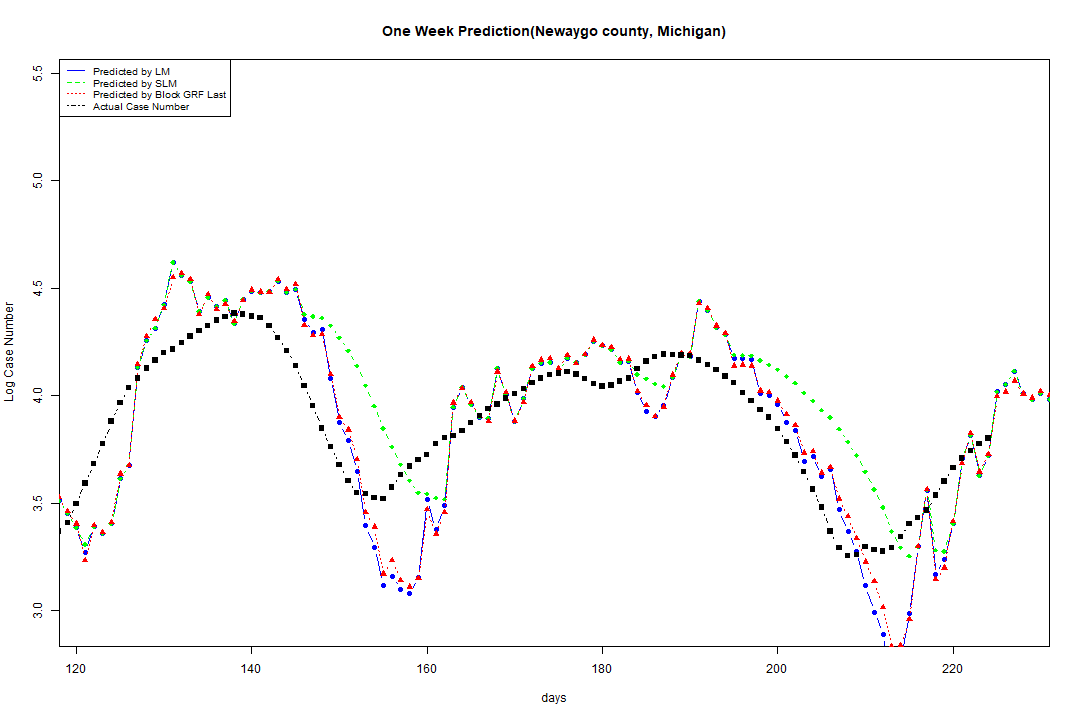 One Week Prediction(Newaygo county, Michigan)
Predicted by LM
Predicted by SLM
Predicted by Block GRF Last
Actual Case Number
Log Case Number
5.5
5.0
4.5
4.0
3.5
3.0
120 140 160 180 200 220
days